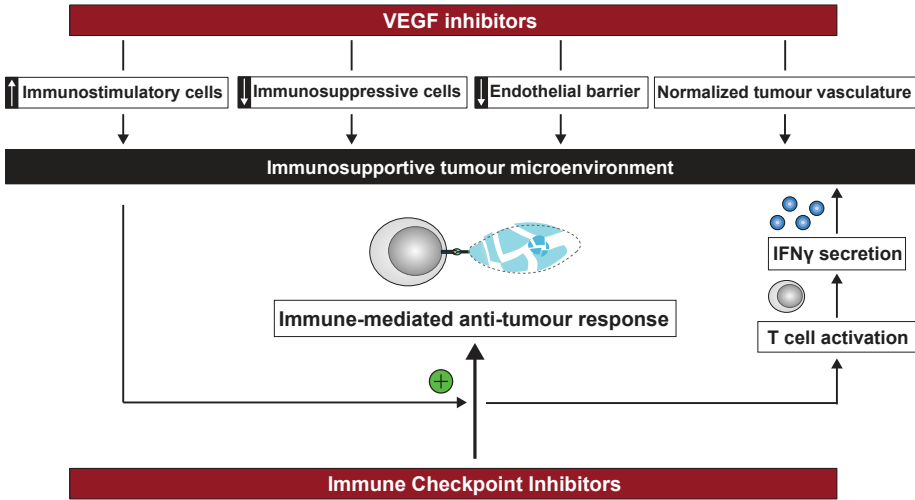 VEGF inhibitors
Immunostimulatory cells
Immunosuppressive cells
Endothelial barrier
Normalized tumour vasculature
Immunosupportive tumour microenvironment
IFNγ secretion
Immune-mediated anti-tumour response
T cell activation
+
Immune Checkpoint Inhibitors